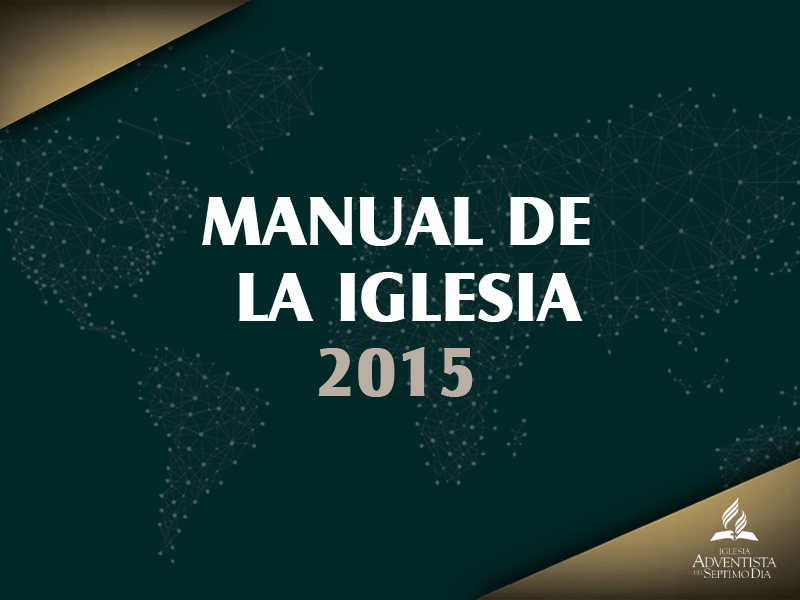 MANUAL DE
LA IGLESIA
2015
IGLESIA
ADVENTISTA
DEL SÉPTIMO DÍA